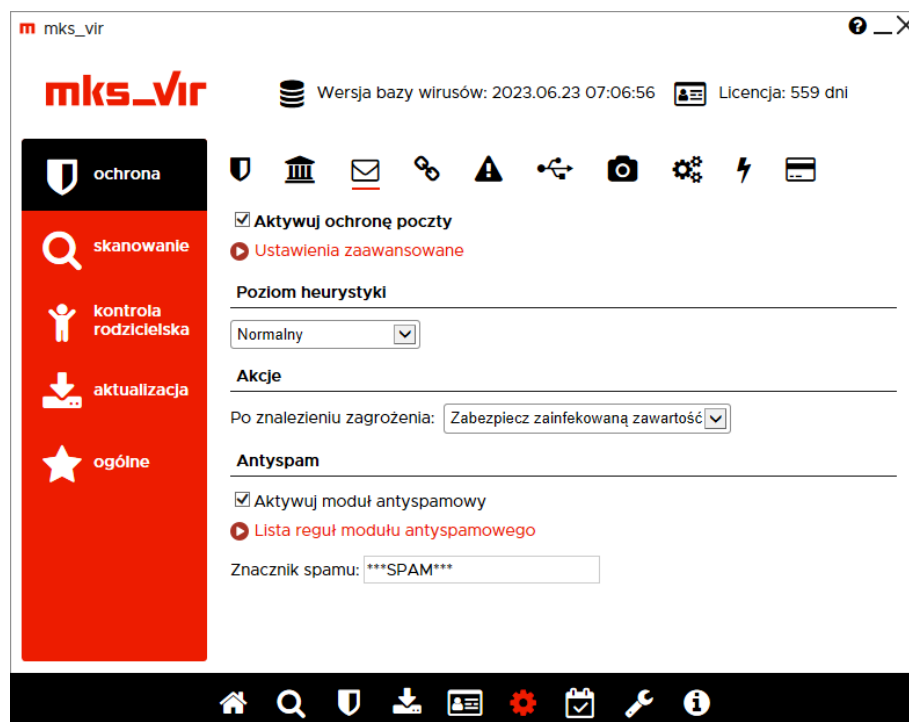 mks_vir
mks_vir
Wersja bazy wirusów: 2023.06.23 07:06:56
Licencja: 559 dni
ochrona
skanowanie
kontrola
rodzicielska
aktualizacja
ogólne
Aktywuj ochronę poczty
Ustawienia zaawansowane
Poziom heurystyki
Normalny
Akcje
Po znalezieniu zagrożenia: Zabezpiecz zainfekowaną zawartość
Antyspam
Aktywuj moduł antyspamowy
Lista reguł modułu antyspamowego
Znacznik spamu: ***SPAM***